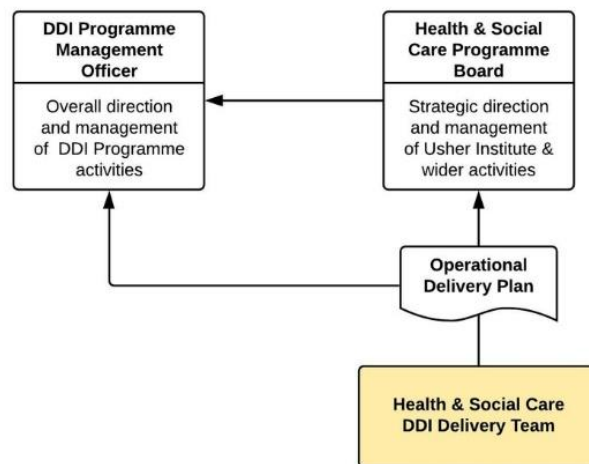 DDI Programme
Management
Officer
Overall direction
and management
of DDI Programme
activities
Health & Social
Care Programme
Board
Strategic direction
and management
of Usher Institute &
wider activities
Operational
Delivery Plan
Health & Social Care
DDI Delivery Team